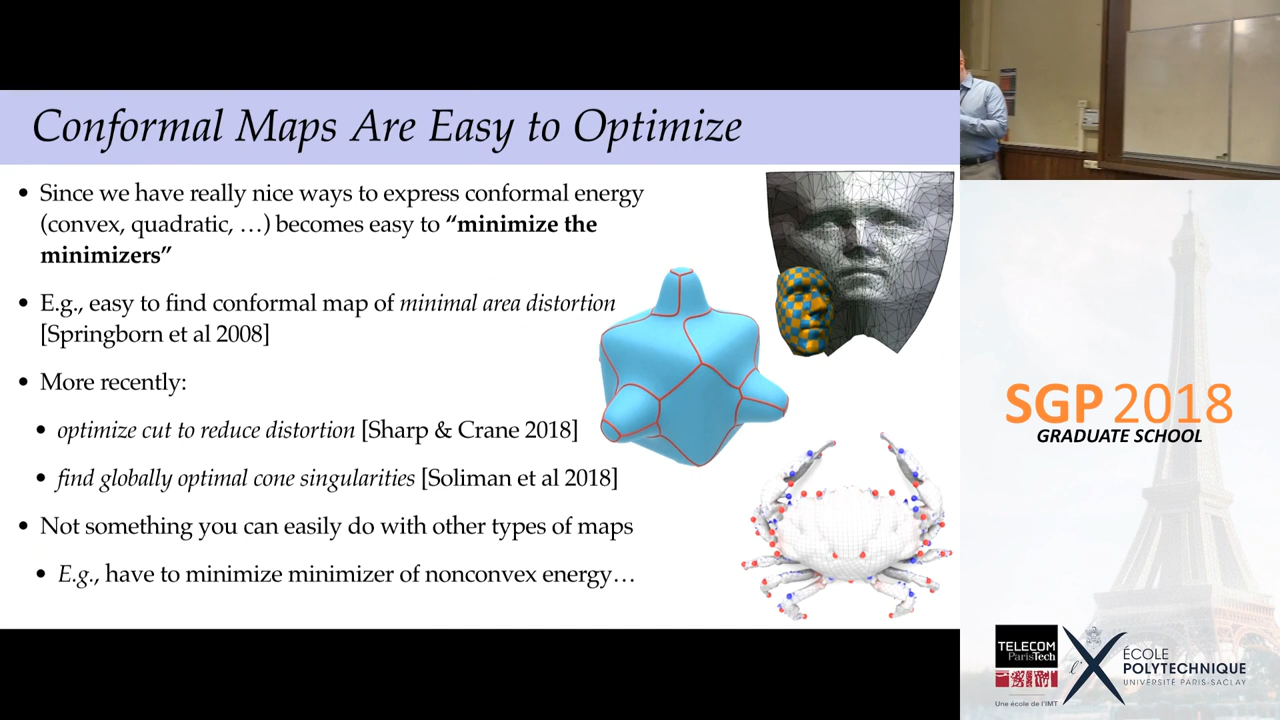 Conformal Maps Are Easy to Optimize
• Since we have really nice ways to express conformal energy
(convex, quadratic, …) becomes easy to “minimize the
minimizers”
• E.g., easy to find conformal map of minimal area distortion
[Springborn et al 2008]
• More recently:
• optimize cut to reduce distortion [Sharp & Crane 2018]
• find globally optimal cone singularities [Soliman et al 2018]
• Not something you can easily do with other types of maps
• E.g., have to minimize minimizer of nonconvex energy…
SGP 2018
GRADUATE SCHOOL
TELECOM
ParisTech
Une école de l'IMT
l'X
ÉCOLE
POLYTECHNIQUE
UNIVERSITÉ PARIS-SACLAY